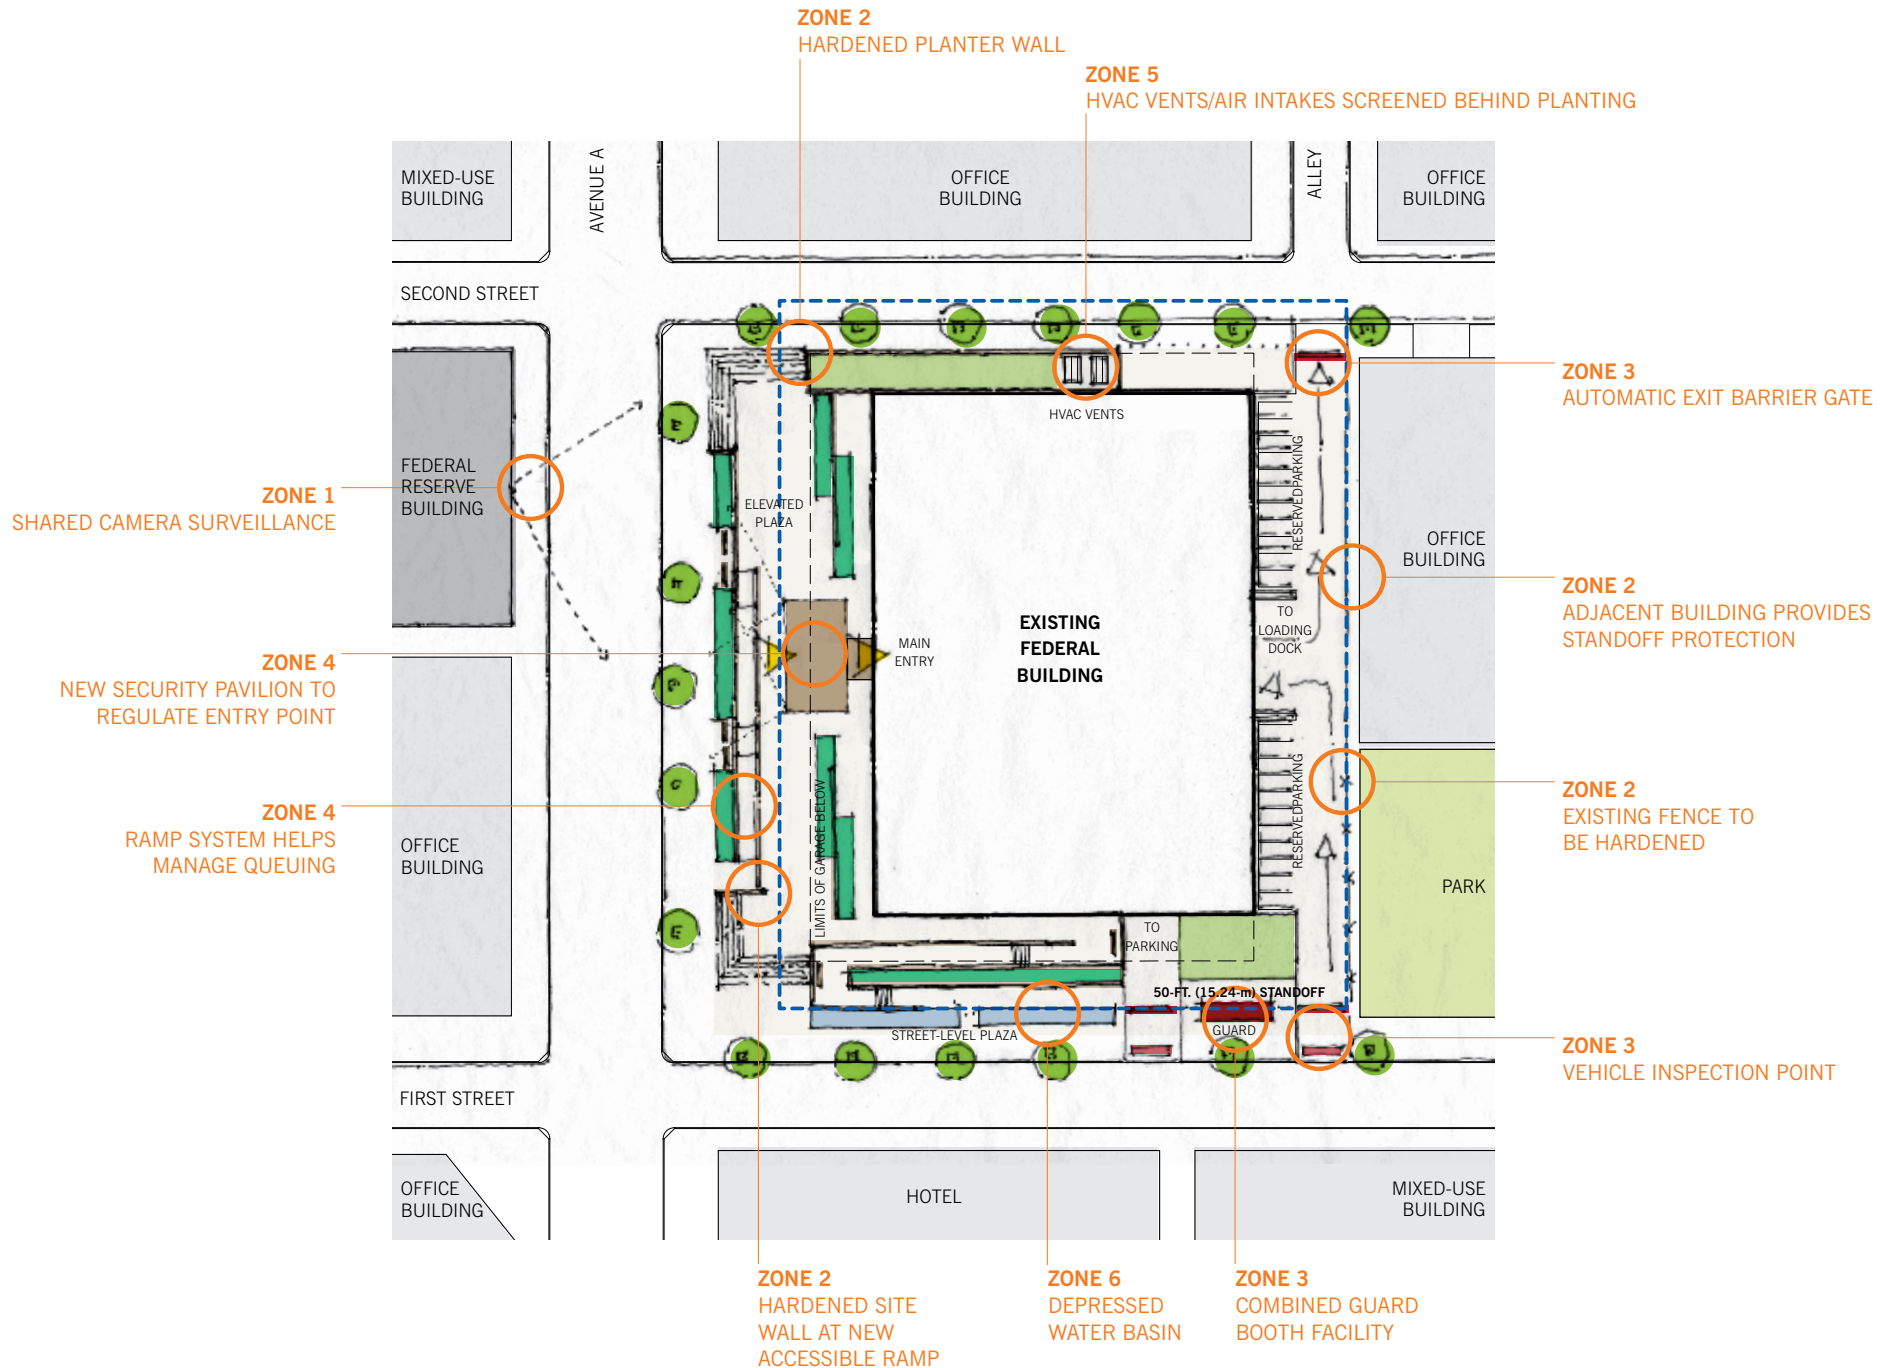 ZONE 2
HARDENED PLANTER WALL
ZONE 5
HVAC VENTS/AIR INTAKES SCREENED BEHIND PLANTING
MIXED-USE
BUILDING
AVENUE A
OFFICE
BUILDING
ALLEY
OFFICE
BUILDING
SECOND STREET
ZONE 3
AUTOMATIC EXIT BARRIER GATE
HVAC VENTS
FEDERAL
RESERVE
BUILDING
ZONE 1
SHARED CAMERA SURVEILLANCE
ELEVATED
PLAZA
RESERVEDPARKING
OFFICE
BUILDING
ZONE 2
ADJACENT BUILDING PROVIDES
STANDOFF PROTECTION
TO
LOADING
DOCK
EXISTING
FEDERAL
BUILDING
MAIN
ENTRY
ZONE 4
NEW SECURITY PAVILION TO
REGULATE ENTRY POINT
ZONE 2
EXISTING FENCE TO
BE HARDENED
RESERVEDPARKING
ZONE 4
RAMP SYSTEM HELPS
MANAGE QUEUING
OFFICE
BUILDING
LIMITS OF GARAGE BELOW
PARK
TO
PARKING
50-FT. (15.24-m) STANDOFF
GUARD
STREET-LEVEL PLAZA
ZONE 3
VEHICLE INSPECTION POINT
FIRST STREET
OFFICE
BUILDING
HOTEL
MIXED-USE
BUILDING
ZONE 2
HARDENED SITE
WALL AT NEW
ACCESSIBLE RAMP
ZONE 6
DEPRESSED
WATER BASIN
ZONE 3
COMBINED GUARD
BOOTH FACILITY